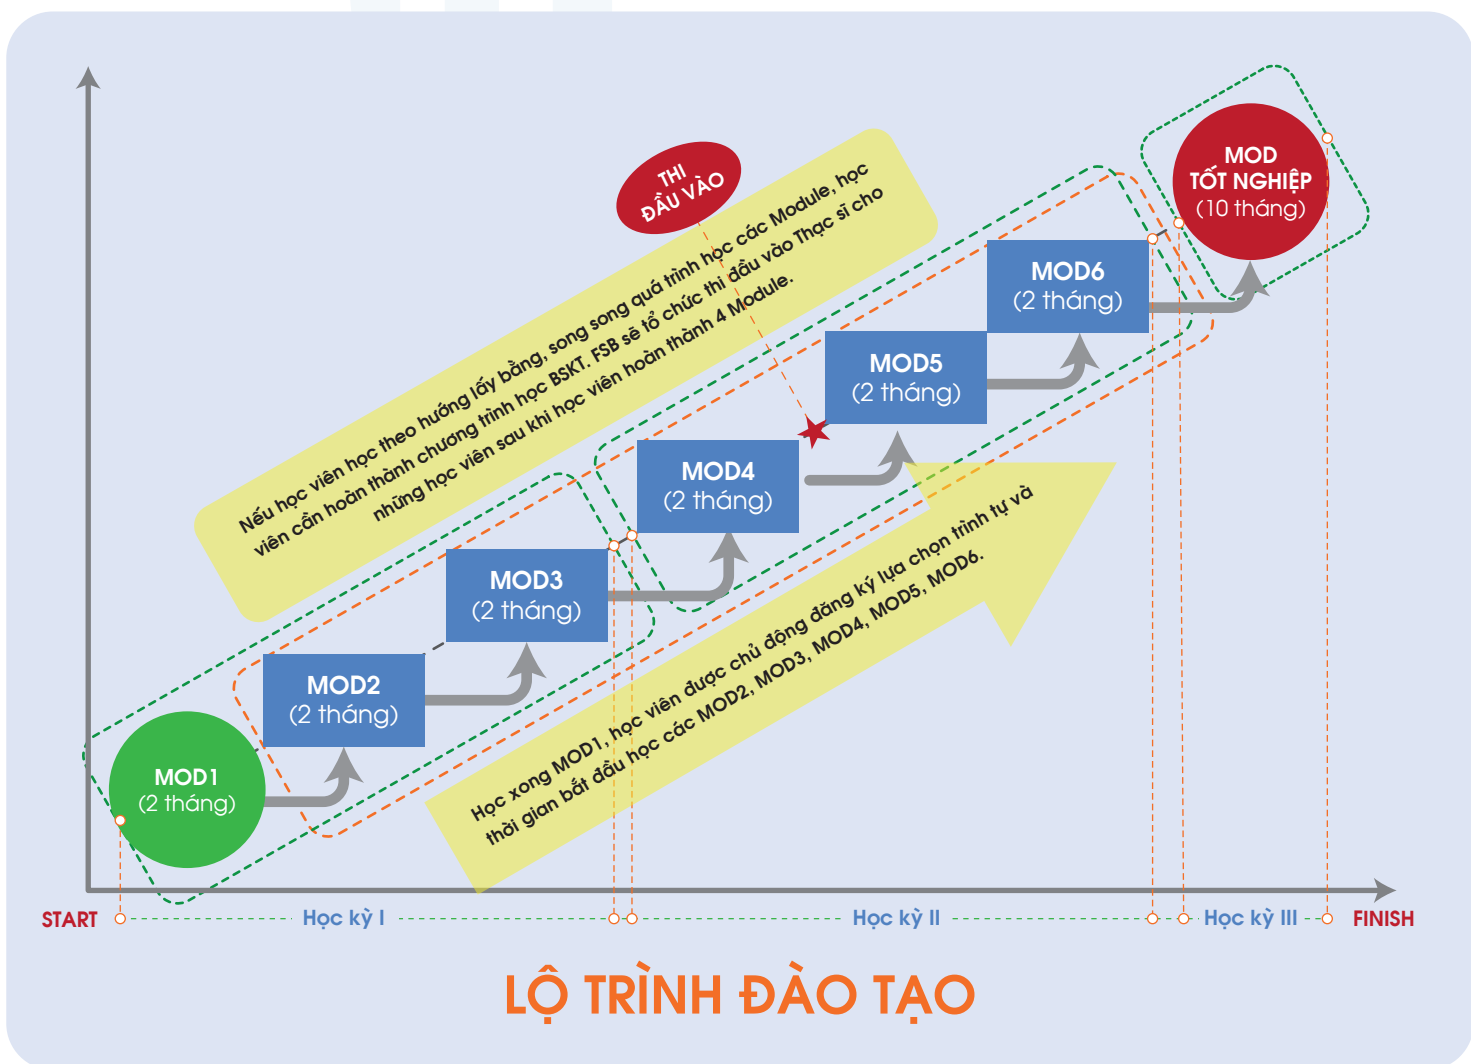 THI
ĐẦU VÀO
Nếu học viên học theo hướng lấy bằng, song song quá trình học các Module, học
viên cần hoàn thành chương trình học BSKT. FSB sẽ tổ chức thi đầu vào Thạc sĩ cho
những học viên sau khi học viên hoàn thành 4 Module.
MOD
TỐT NGHIỆP
(10 tháng)
MOD6
(2 tháng)
MOD5
(2 tháng)
MOD4
(2 tháng)
MOD3
(2 tháng)
MOD2
(2 tháng)
MOD1
(2 tháng)
Học xong MOD1, học viên được chủ động đăng ký lựa chọn trình tự và
thời gian bắt đầu học các MOD2, MOD3, MOD4, MOD5, MOD6.
START
Học kỳ I
Học kỳ II
Học kỳ III
FINISH
LỘ TRÌNH ĐÀO TẠO